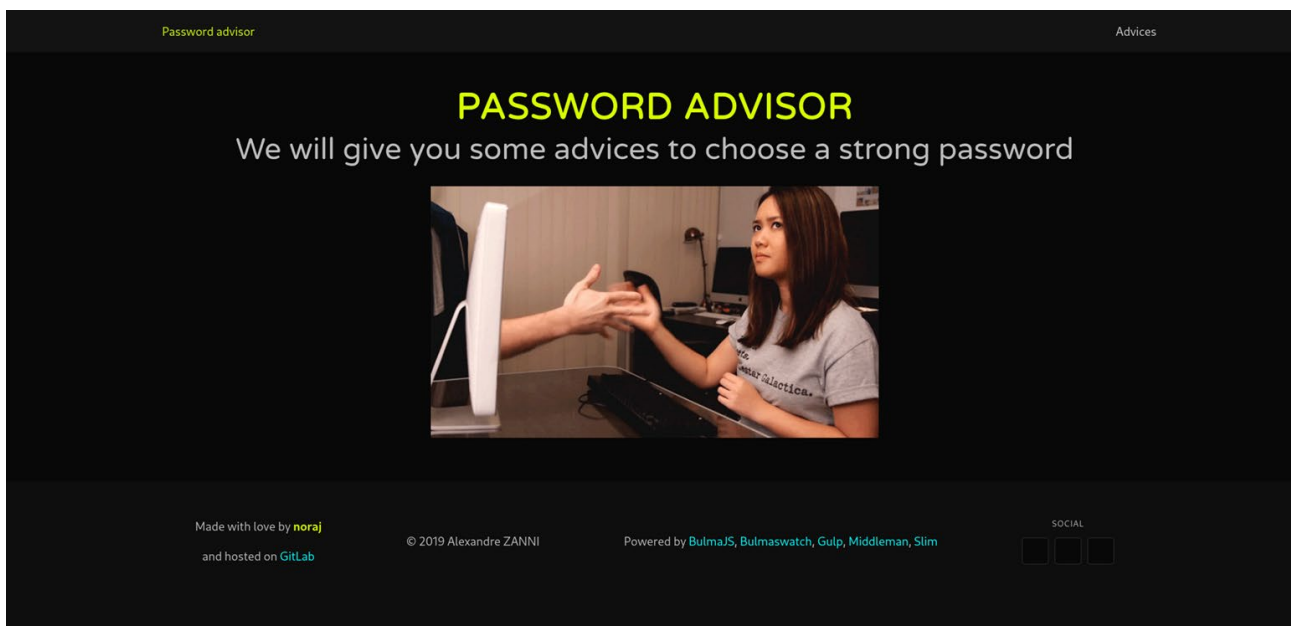 Password advisor
Advices
PASSWORD ADVISOR
We will give you some advices to choose a strong password
Galactica.
Made with love by noraj
and hosted on GitLab
© 2019 Alexandre ZANNI
Powered by BulmaJS, Bulmaswatch, Gulp, Middleman, Slim
SOCIAL